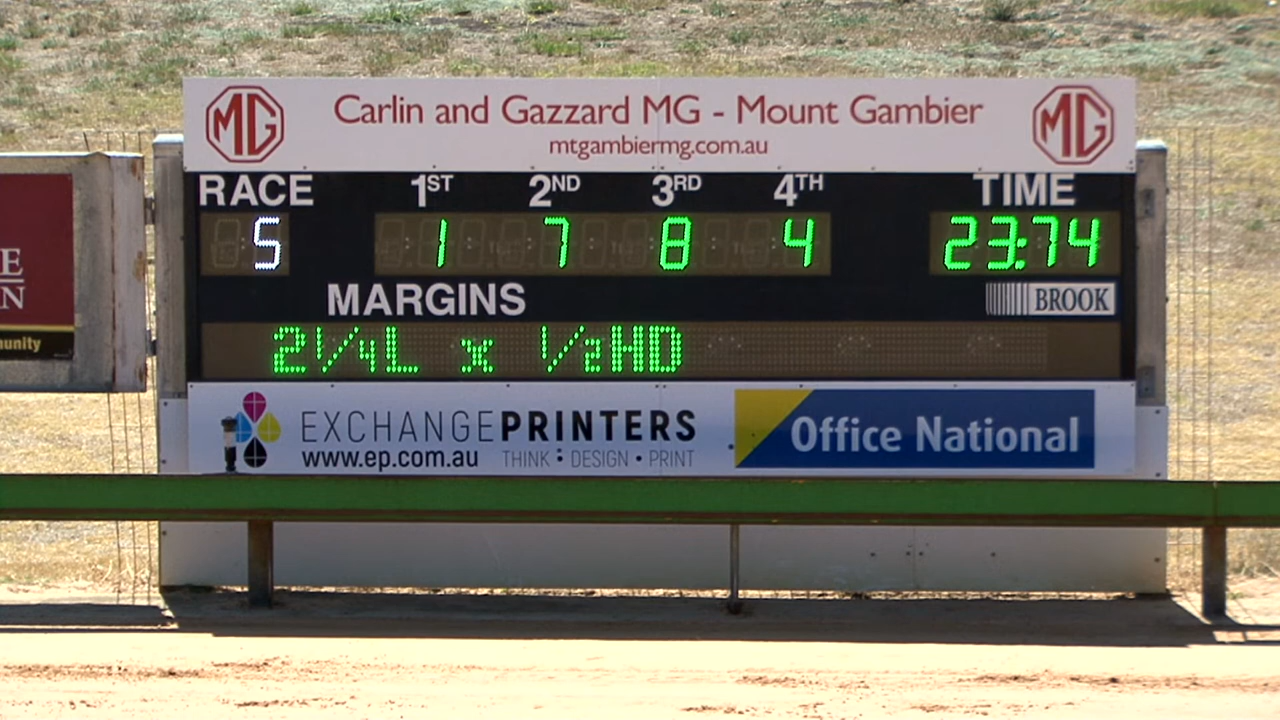 MG Carlin and Gazzard MG - Mount Gambier MG
mtgambiermg.com.au
RACE 1ST 2ND 3RD 4TH TIME
5 1 7 8 4 23:74
MARGINS BROOK
2¼L x ½HD
EXCHANGEPRINTERS
www.ep.com.au THINK • DESIGN • PRINT
Office National
E
N
unity